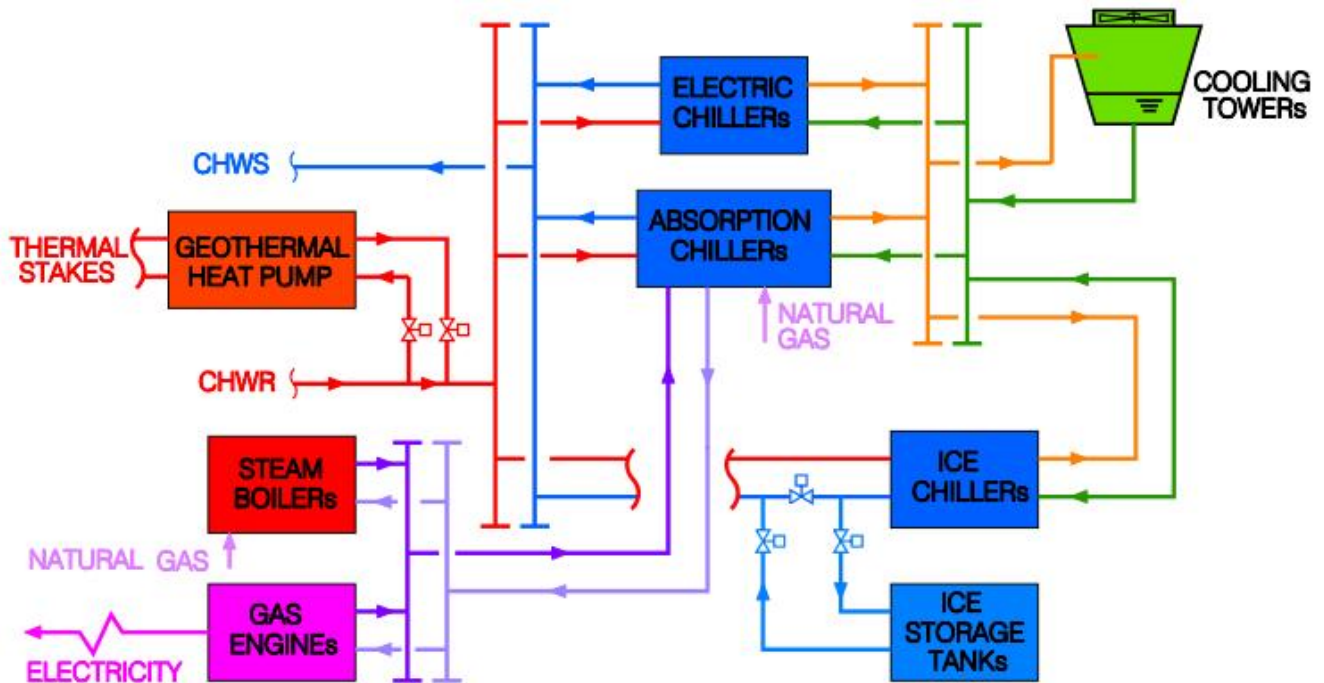 ELECTRIC
CHILLERs
COOLING
TOWERs
CHWS
ABSORPTION
CHILLERs
THERMAL
STAKES
GEOTHERMAL
HEAT PUMP
NATURAL
GAS
CHWR
STEAM
BOILERs
ICE
CHILLERs
NATURAL GAS
GAS
ENGINEs
ICE
STORAGE
TANKs
ELECTRICITY